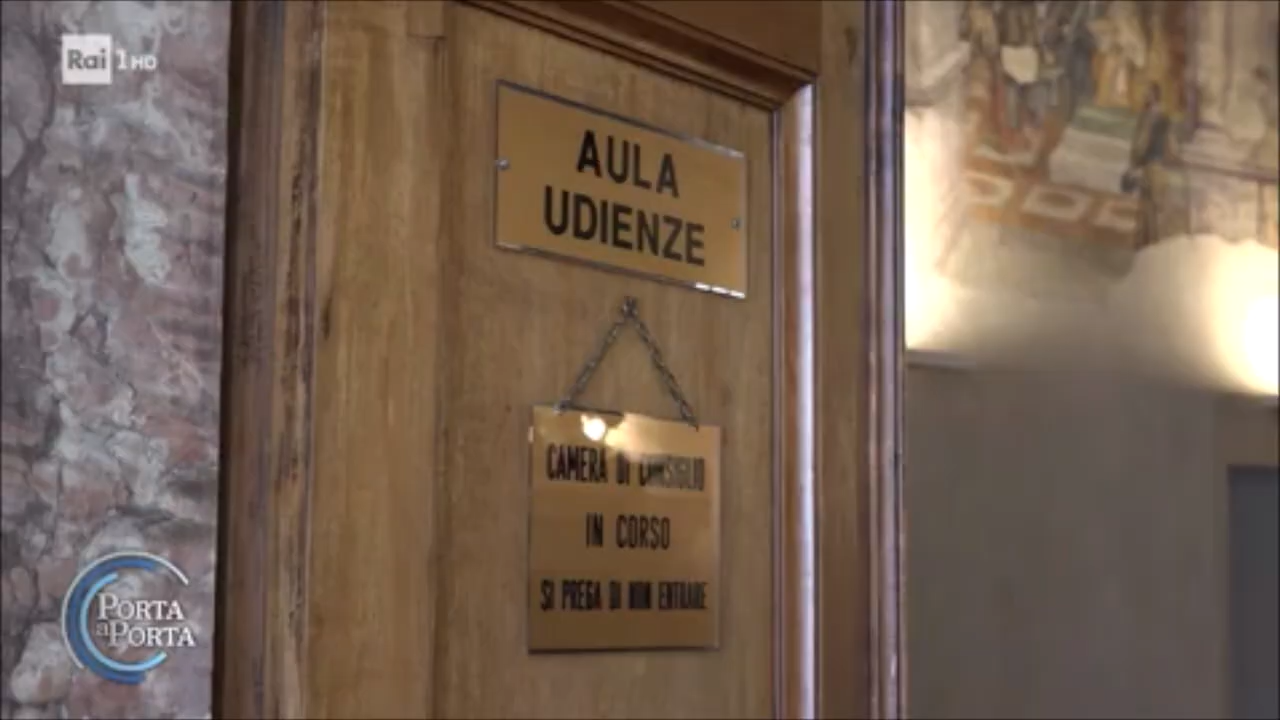 Rai 1 HD
AULA
UDIENZE
CAMERA DI CONSIGLIO
IN CORSO
SI PREGA DI NON ENTRARE
PORTA
a PORTA